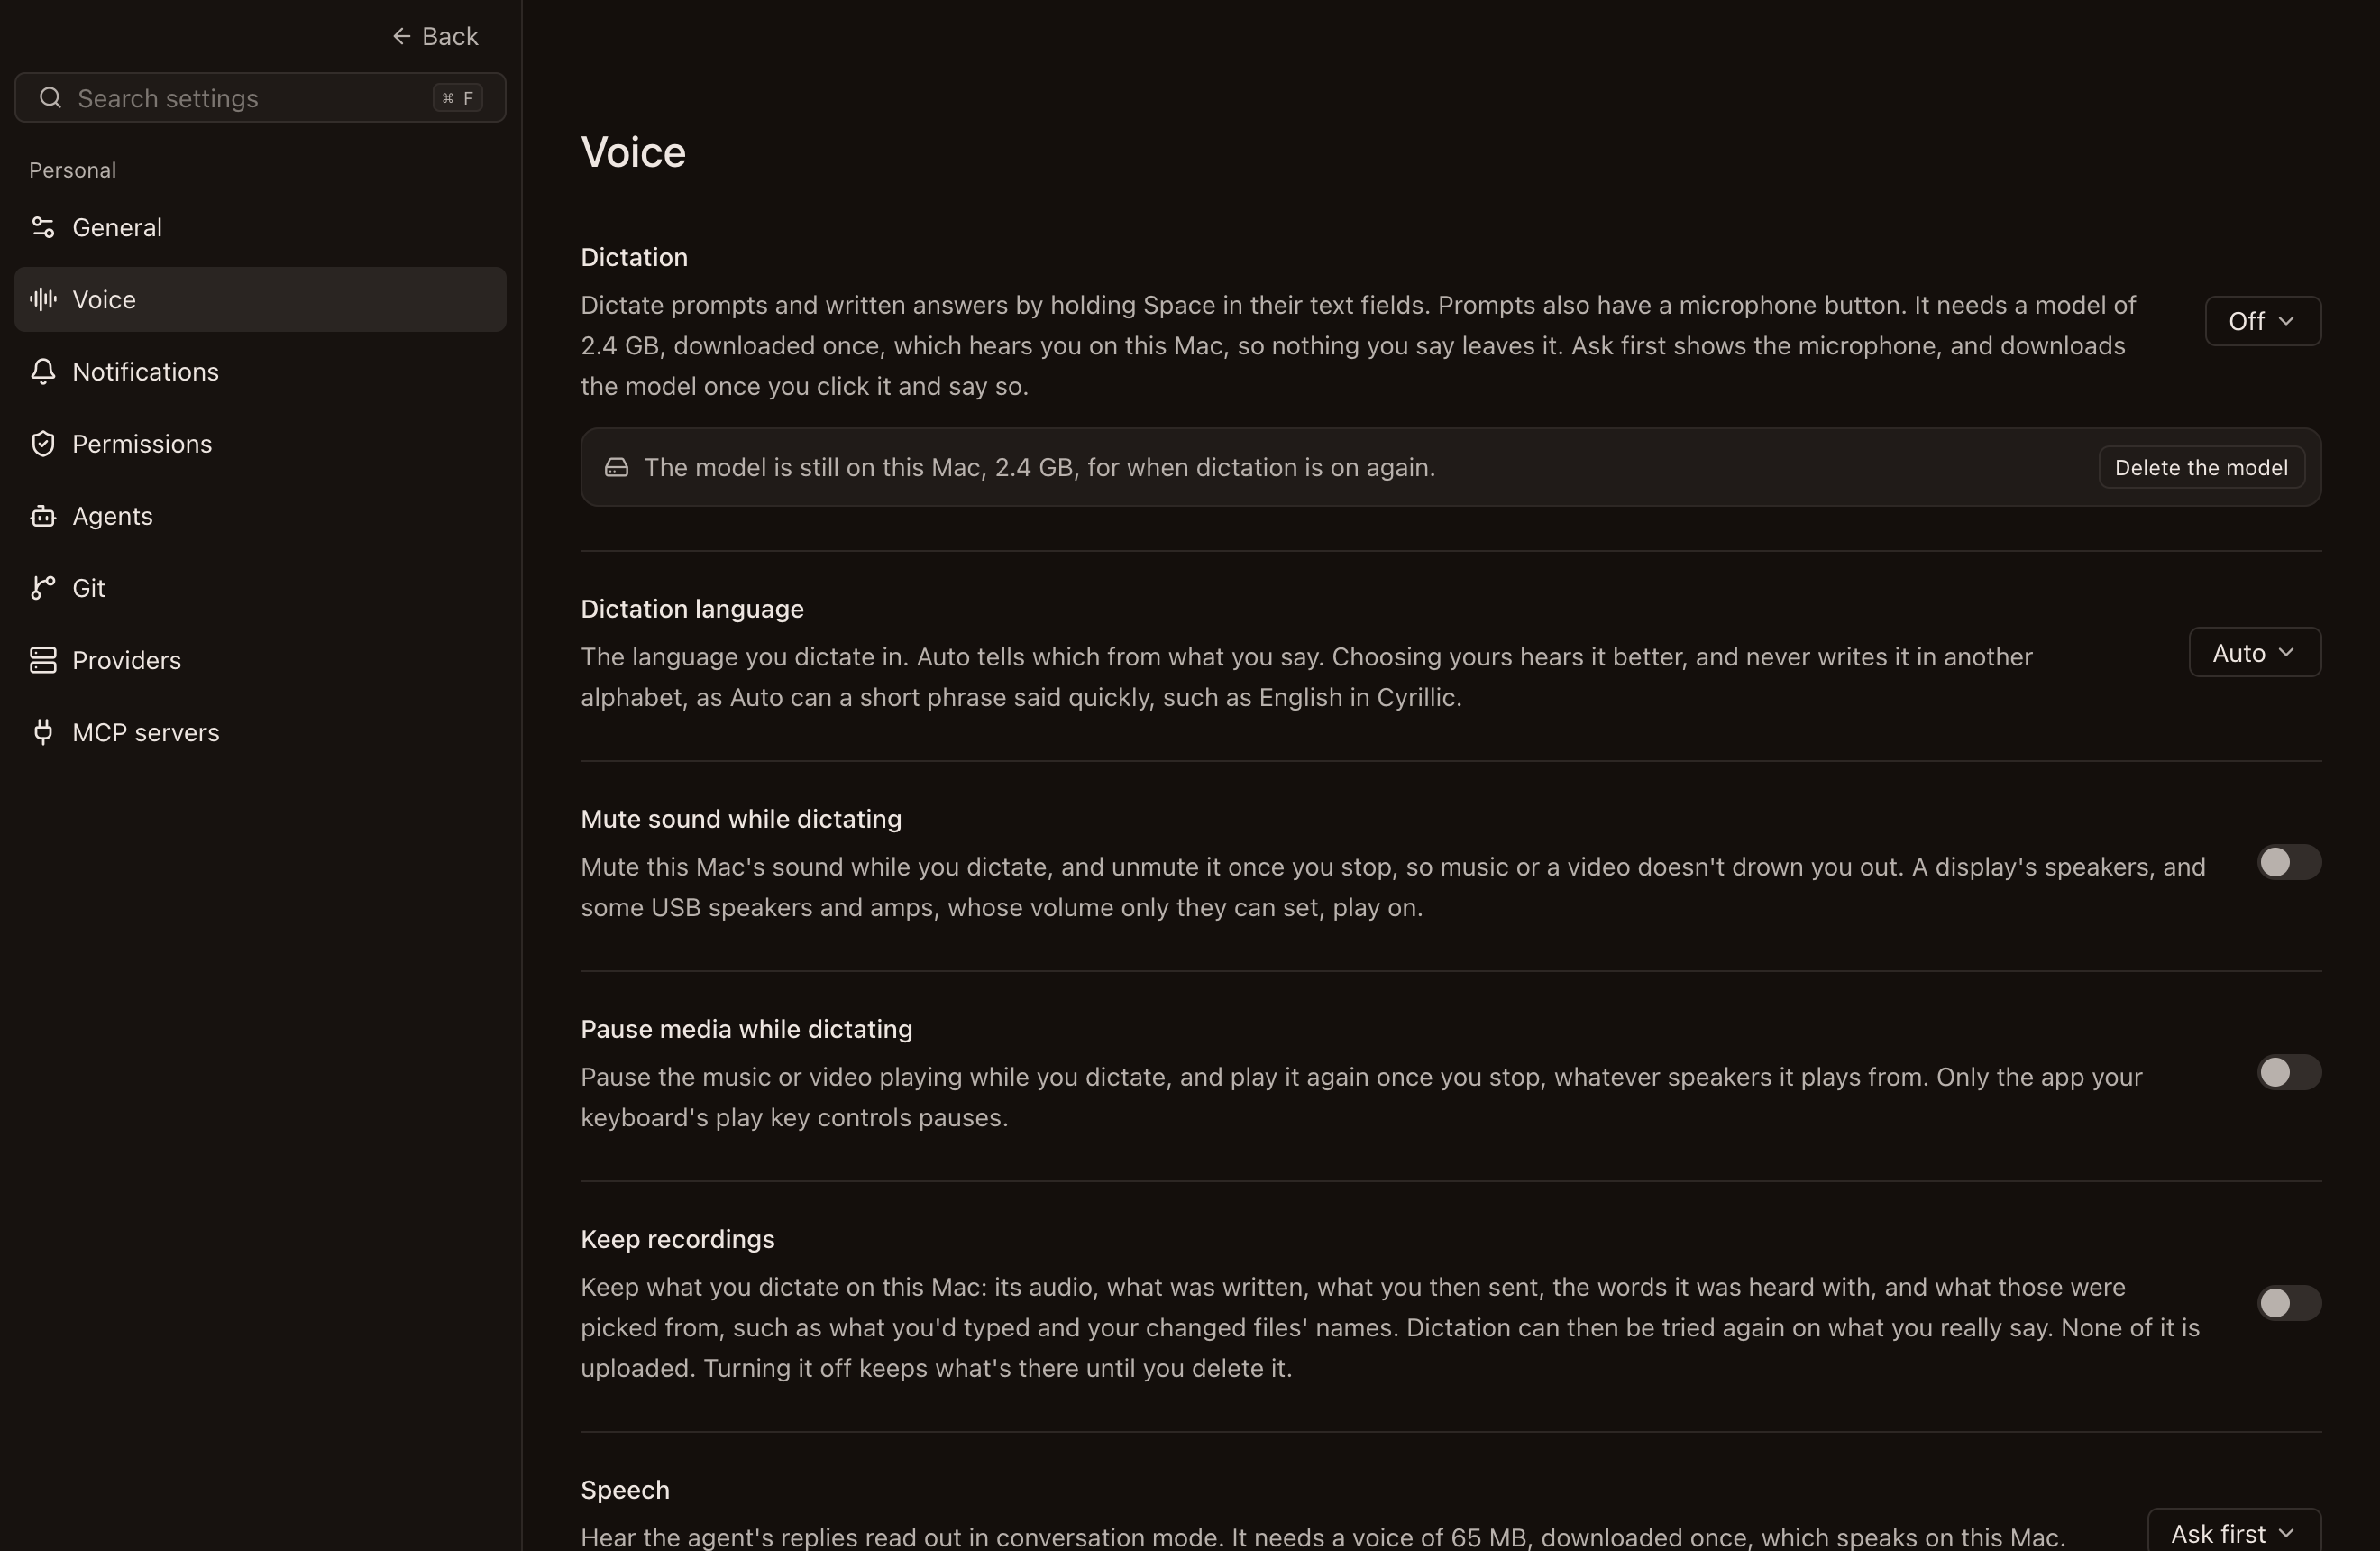 ← Back
Search settings ⌘ F
Personal
General
Voice
Notifications
Permissions
Agents
Git
Providers
MCP servers
Voice
Dictation
Dictate prompts and written answers by holding Space in their text fields. Prompts also have a microphone button. It needs a model of
2.4 GB, downloaded once, which hears you on this Mac, so nothing you say leaves it. Ask first shows the microphone, and downloads
the model once you click it and say so.
Off
The model is still on this Mac, 2.4 GB, for when dictation is on again.
Delete the model
Dictation language
The language you dictate in. Auto tells which from what you say. Choosing yours hears it better, and never writes it in another
alphabet, as Auto can a short phrase said quickly, such as English in Cyrillic.
Auto
Mute sound while dictating
Mute this Mac's sound while you dictate, and unmute it once you stop, so music or a video doesn't drown you out. A display's speakers, and
some USB speakers and amps, whose volume only they can set, play on.
Pause media while dictating
Pause the music or video playing while you dictate, and play it again once you stop, whatever speakers it plays from. Only the app your
keyboard's play key controls pauses.
Keep recordings
Keep what you dictate on this Mac: its audio, what was written, what you then sent, the words it was heard with, and what those were
picked from, such as what you'd typed and your changed files' names. Dictation can then be tried again on what you really say. None of it is
uploaded. Turning it off keeps what's there until you delete it.
Speech
Hear the agent's replies read out in conversation mode. It needs a voice of 65 MB, downloaded once, which speaks on this Mac.
Ask first